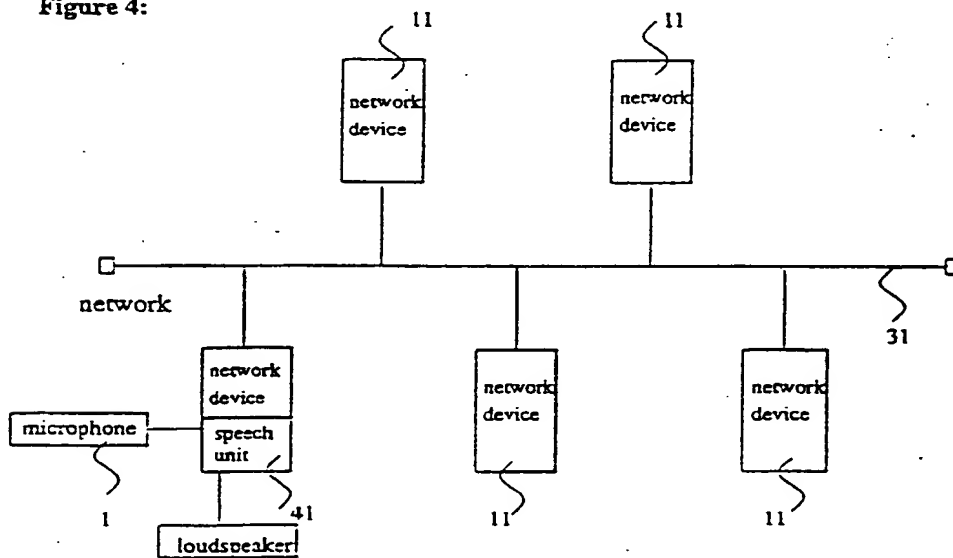 Figure 4:
11
11
network
device
network
device
network
31
network
device
speech
unit
microphone
network
device
network
device
1
41
11
11
loudspeaker